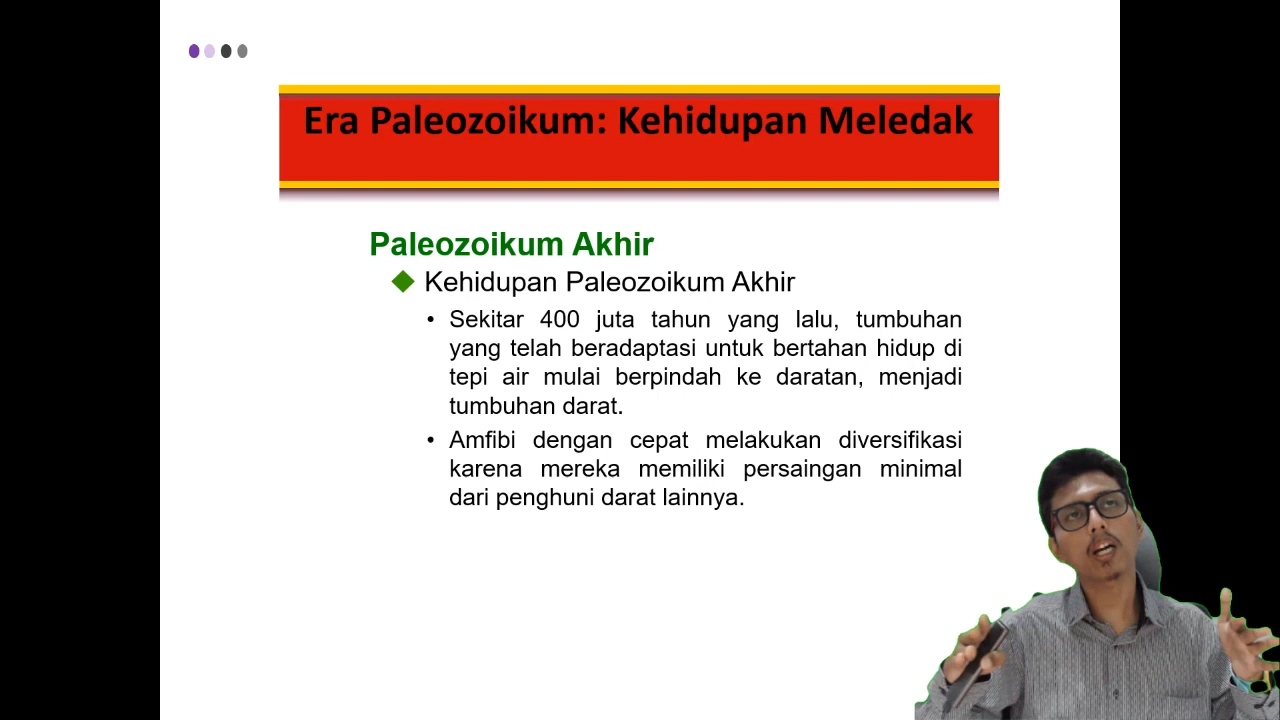 Era Paleozoikum: Kehidupan Meledak
Paleozoikum Akhir
Kehidupan Paleozoikum Akhir
• Sekitar 400 juta tahun yang lalu, tumbuhan
yang telah beradaptasi untuk bertahan hidup di
tepi air mulai berpindah ke daratan, menjadi
tumbuhan darat.
• Amfibi dengan cepat melakukan diversifikasi
karena mereka memiliki persaingan minimal
dari penghuni darat lainnya.